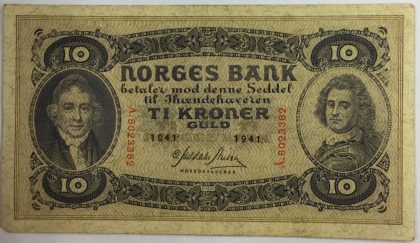 10 10
NORGES BANK
betaler mod denne Seddel
til Ihændehaveren
TI KRONER
GULD
1941 1941
HOVEDKASSERER
A.8023382
A.8023382
10 10